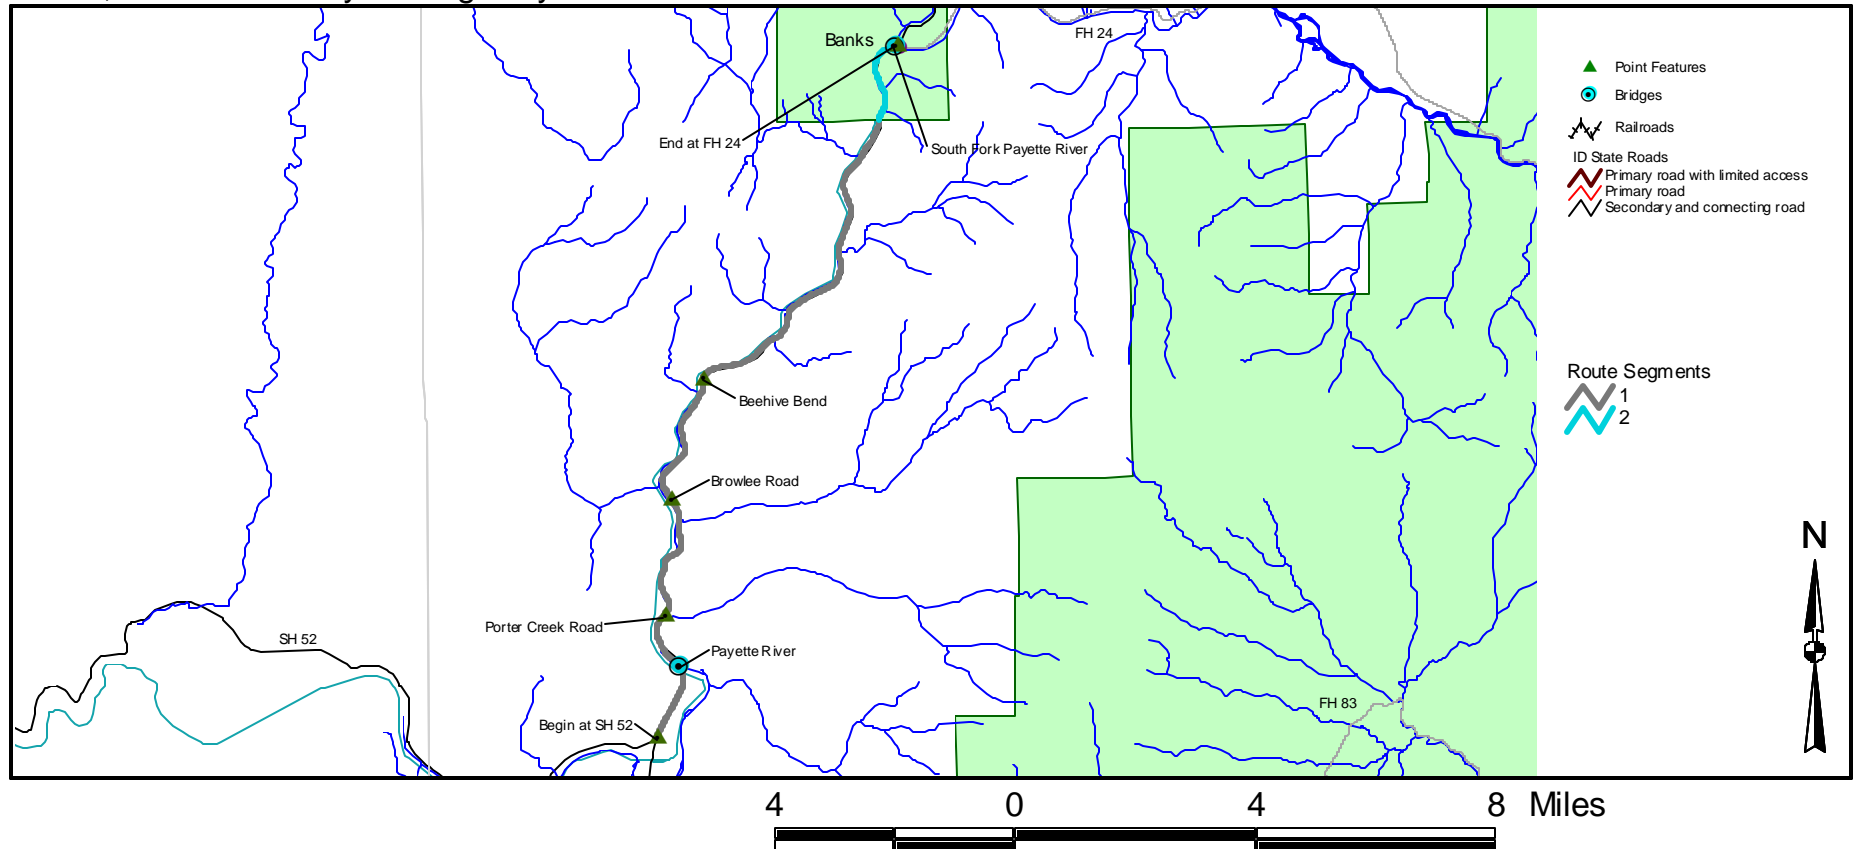 Banks
FH 24
End at FH 24
South Fork Payette River
Beehive Bend
Browlee Road
Porter Creek Road
Payette River
Begin at SH 52
SH 52
FH 83
Point Features
Bridges
Railroads
ID State Roads
Primary road with limited access
Primary road
Secondary and connecting road
Route Segments
1
2
N
4 0 4 8 Miles